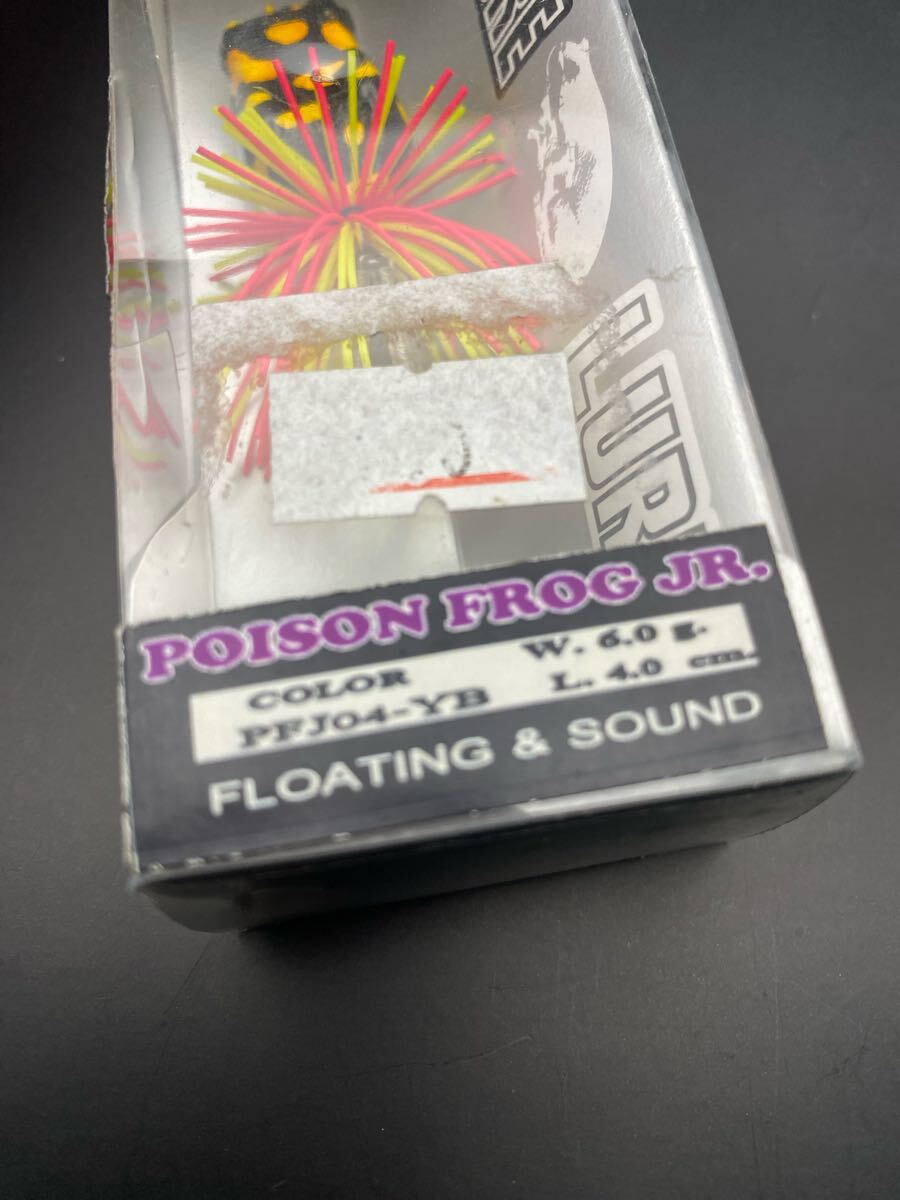 POISON FROG JR.
COLOR W. 6.0 g.
PFJ04-YB L. 4.0 cm.
FLOATING & SOUND